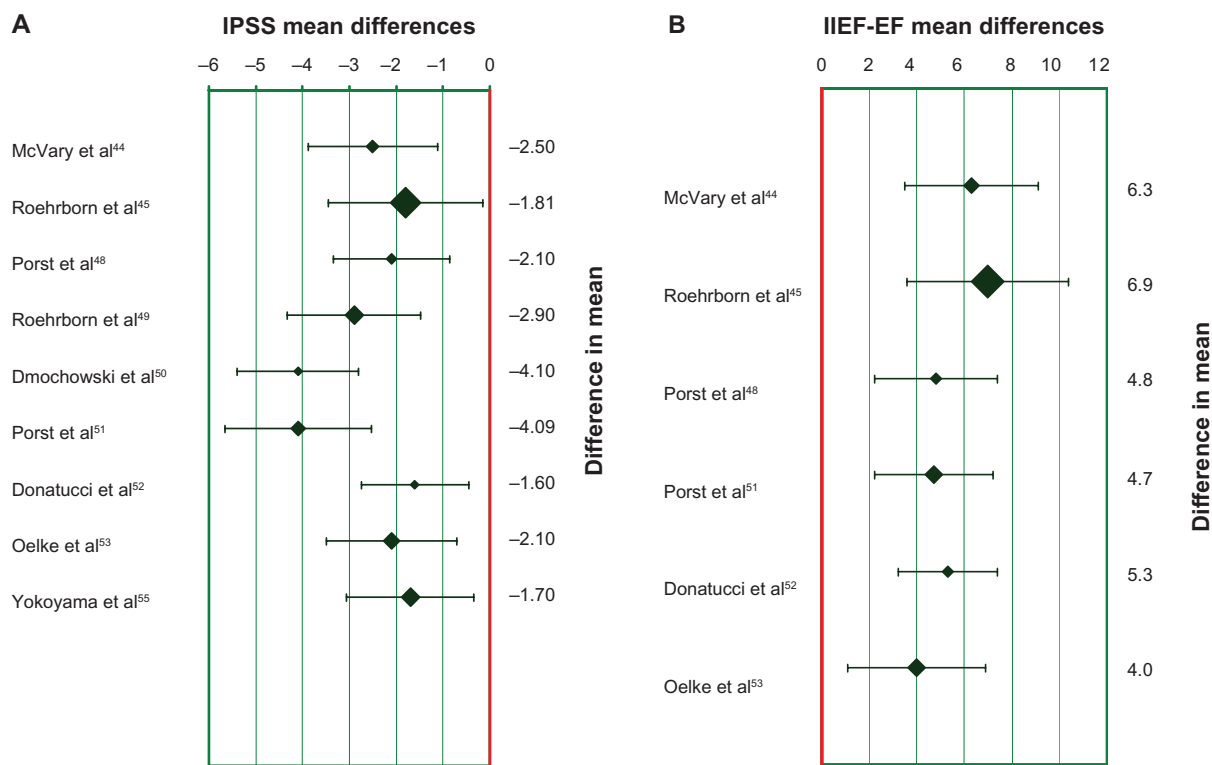 A
IPSS mean differences
–6 –5 –4 –3 –2 –1 0
McVary et al44 –2.50
Roehrborn et al45 –1.81
Porst et al48 –2.10
Roehrborn et al49 –2.90
Dmochowski et al50 –4.10
Porst et al51 –4.09
Donatucci et al52 –1.60
Oelke et al53 –2.10
Yokoyama et al55 –1.70
Difference in mean
B
IIEF-EF mean differences
0 2 4 6 8 10 12
McVary et al44 6.3
Roehrborn et al45 6.9
Porst et al48 4.8
Porst et al51 4.7
Donatucci et al52 5.3
Oelke et al53 4.0
Difference in mean